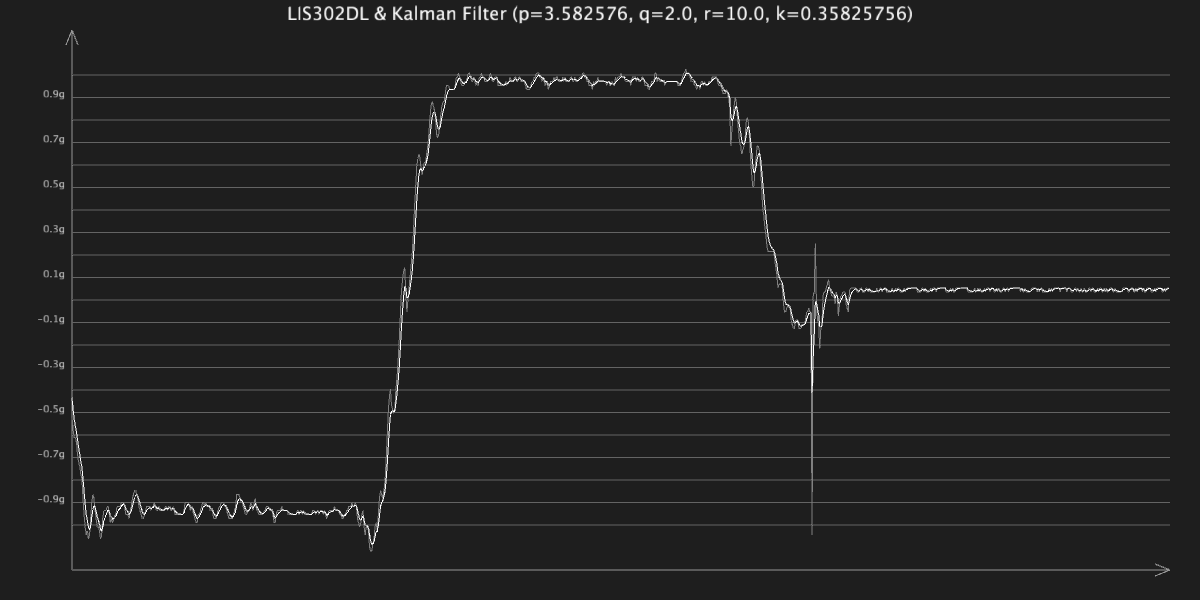 LIS302DL & Kalman Filter (p=3.582576, q=2.0, r=10.0, k=0.35825756)
0.9g
0.7g
0.5g
0.3g
0.1g
-0.1g
-0.3g
-0.5g
-0.7g
-0.9g